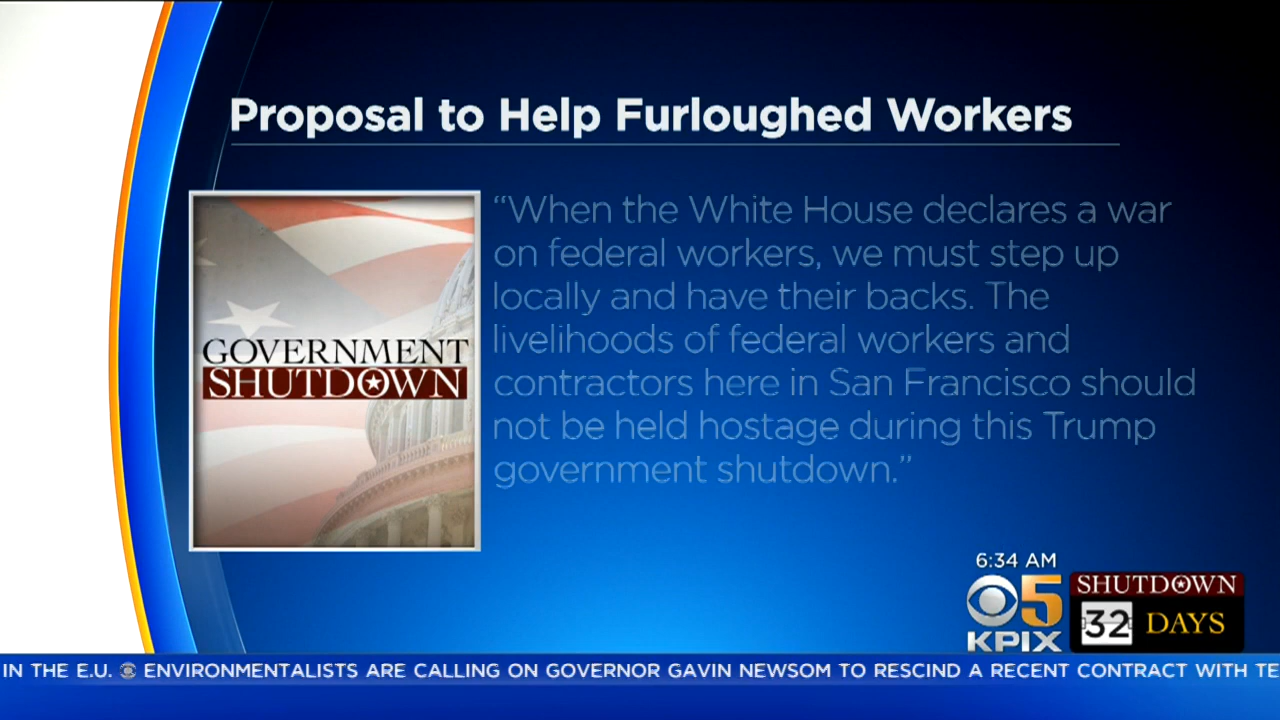 Proposal to Help Furloughed Workers
“When the White House declares a war
on federal workers, we must step up
locally and have their backs. The
livelihoods of federal workers and
contractors here in San Francisco should
not be held hostage during this Trump
government shutdown.”
GOVERNMENT
SHUTDOWN
6:34 AM
5
KPIX
SHUTDOWN
32 DAYS
IN THE E.U. ENVIRONMENTALISTS ARE CALLING ON GOVERNOR GAVIN NEWSOM TO RESCIND A RECENT CONTRACT WITH TE